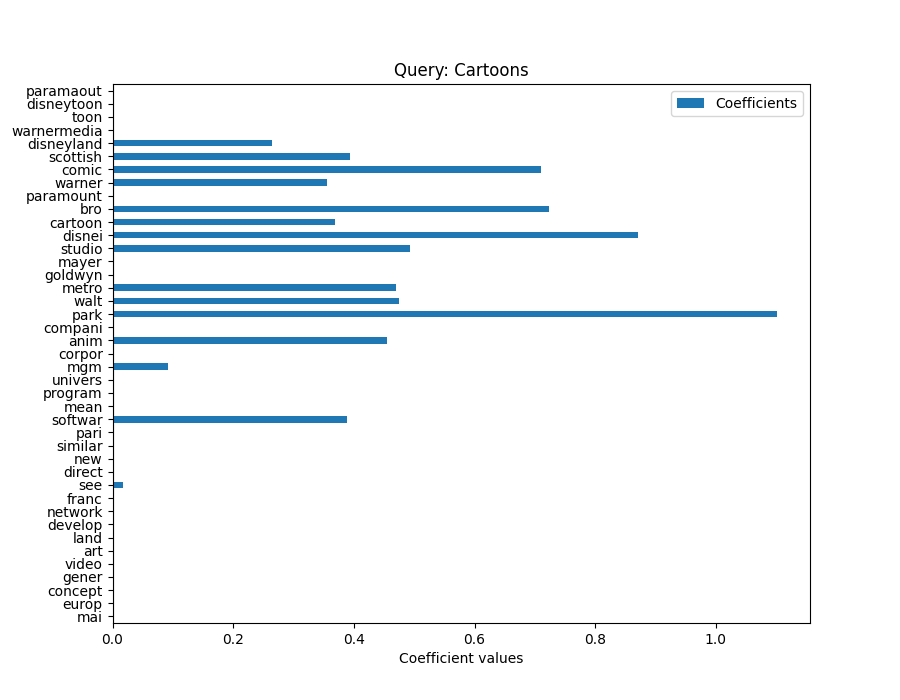 Query: Cartoons
Coefficients
paramaout
disneytoon
toon
warnermedia
disneyland
scottish
comic
warner
paramount
bro
cartoon
disnei
studio
mayer
goldwyn
metro
walt
park
compani
anim
corpor
mgm
univers
program
mean
softwar
pari
similar
new
direct
see
franc
network
develop
land
art
video
gener
concept
europ
mai
0.0 0.2 0.4 0.6 0.8 1.0
Coefficient values